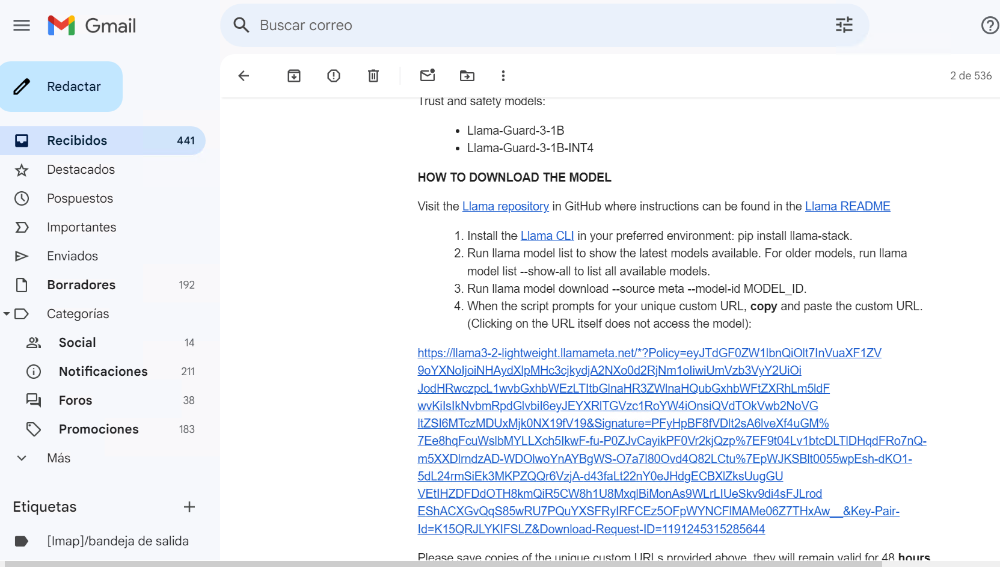 Gmail
Buscar correo
Redactar
2 de 536
Recibidos 441
Destacados
Pospuestos
Importantes
Enviados
Borradores 192
Categorías
Social 14
Notificaciones 211
Foros 38
Promociones 183
Más
Etiquetas
[Imap]/bandeja de salida
Trust and safety models:
• Llama-Guard-3-1B
• Llama-Guard-3-1B-INT4
HOW TO DOWNLOAD THE MODEL
Visit the Llama repository in GitHub where instructions can be found in the Llama README
1. Install the Llama CLI in your preferred environment: pip install llama-stack.
2. Run llama model list to show the latest models available. For older models, run llama
model list --show-all to list all available models.
3. Run llama model download --source meta --model-id MODEL_ID.
4. When the script prompts for your unique custom URL, copy and paste the custom URL.
(Clicking on the URL itself does not access the model):
https://llama3-2-lightweight.llamameta.net/*?Policy=eyJTdGF0ZW1lbnQiOlt7InVuaXF1ZV
9oYXNoIjoiNHAydXlpMHc3cjkydjA2NXo0d2RjNm1oIiwiUmVzb3VyY2UiOi
JodHRwczpcL1wvbGxhbWEzLTItbGlnaHR3ZWlnaHQubGxhbWFtZXRhLm5ldF
wvKiIsIkNvbmRpdGlvbiI6eyJEYXRlTGVzc1RoYW4iOnsiQVdTOkVwb2NoVG
ltZSI6MTczMDUxMjk0NX19fV19&Signature=PFyHpBF8fVDlt2sA6lveXf4uGM%
7Ee8hqFcuWslbMYLLXch5IkwF-fu-P0ZJvCayikPF0Vr2kjQzp%7EF9t04Lv1btcDLTlDHqdFRo7nQ-
m5XXDlrndzAD-WDOlwoYnAYBgWS-O7a7l80Ovd4Q82LCtu%7EpWJKSBlt0055wpEsh-dKO1-
5dL24rmSiEk3MKPZQQr6VzjA-d43faLt22nY0eJHdgECBXlZksUugGU
VEtIHZDFDdOTH8kmQiR5CW8h1U8MxqlBiMonAs9WLrLIUeSkv9di4sFJLrod
EShACXGvQqS85wRU7PQuYXSFRyIRFCEz5OFpWYNCFlMAMe06Z7THxAw__&Key-Pair-
Id=K15QRJLYKIFSLZ&Download-Request-ID=1191245315285644
Please save copies of the unique custom URLs provided above, they will remain valid for 48 hours